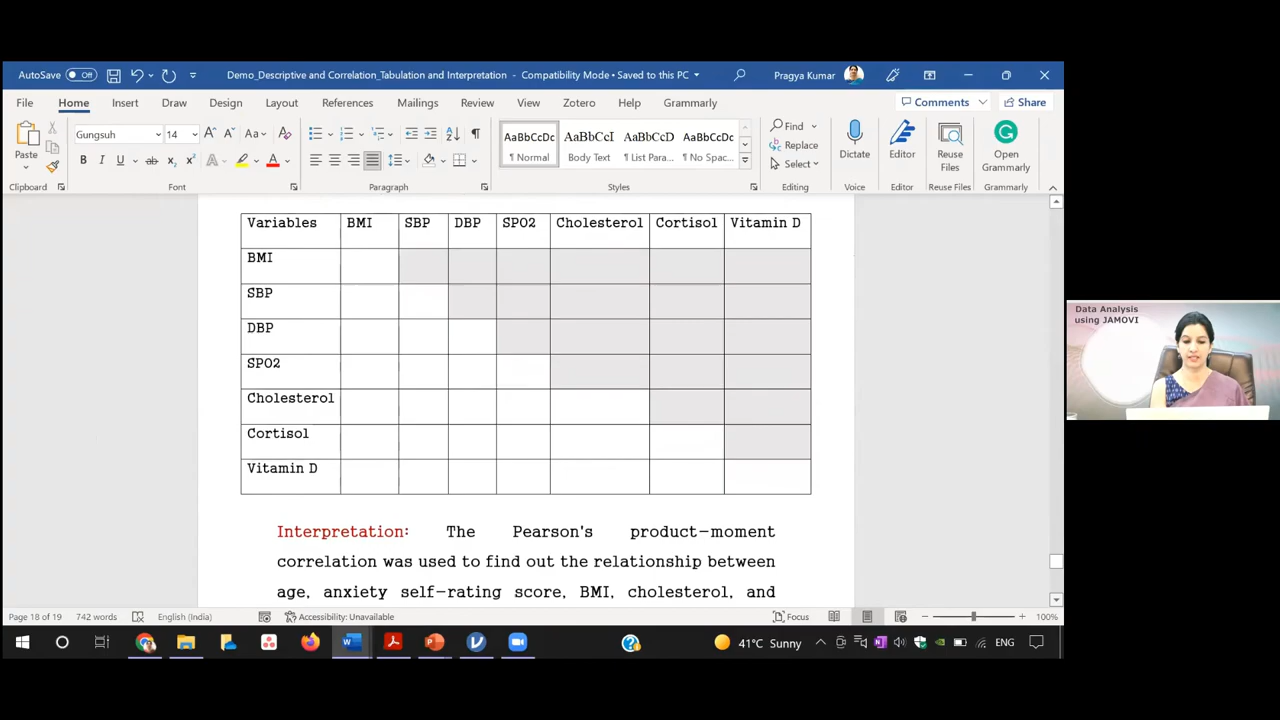 AutoSave Off Demo_Descriptive and Correlation_Tabulation and Interpretation - Compatibility Mode • Saved to this PC Pragya Kumar
File Home Insert Draw Design Layout References Mailings Review View Zotero Help Grammarly Comments Share
Paste
Gungsuh 14 Aa
B I U ab x₂ x² A A
AaBbCcDc AaBbCcI AaBbCcD AaBbCcDc
¶ Normal Body Text ¶ List Para... ¶ No Spac...
Find
Replace
Select
Dictate
Editor
Reuse
Files
Open
Grammarly
Clipboard Font Paragraph Styles Editing Voice Editor Reuse Files Grammarly
Variables BMI SBP DBP SPO2 Cholesterol Cortisol Vitamin D
BMI
SBP
DBP
SPO2
Cholesterol
Cortisol
Vitamin D
Interpretation: The Pearson's product-moment
correlation was used to find out the relationship between
age, anxiety self-rating score, BMI, cholesterol, and
Data Analysis
using JAMOVI
Page 18 of 19 742 words English (India) Accessibility: Unavailable Focus 100%
41°C Sunny ENG